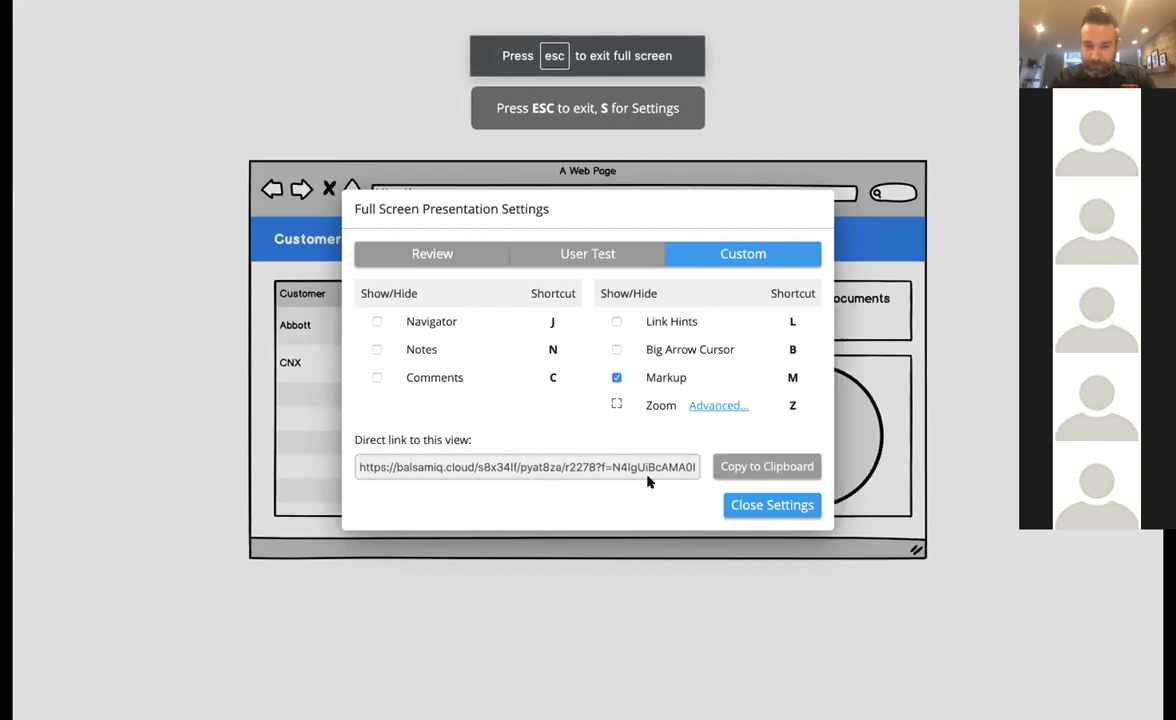 Press esc to exit full screen
Press ESC to exit, S for Settings
A Web Page
Customer
Full Screen Presentation Settings
Review User Test Custom
Show/Hide Shortcut Show/Hide Shortcut
Navigator J Link Hints L
Notes N Big Arrow Cursor B
Comments C Markup M
Zoom Advanced... Z
Direct link to this view:
https://balsamiq.cloud/s8x34lf/pyat8za/r2278?f=N4IgUiBcAMA0I
Copy to Clipboard
Close Settings
Customer
Abbott
CNX
ocuments